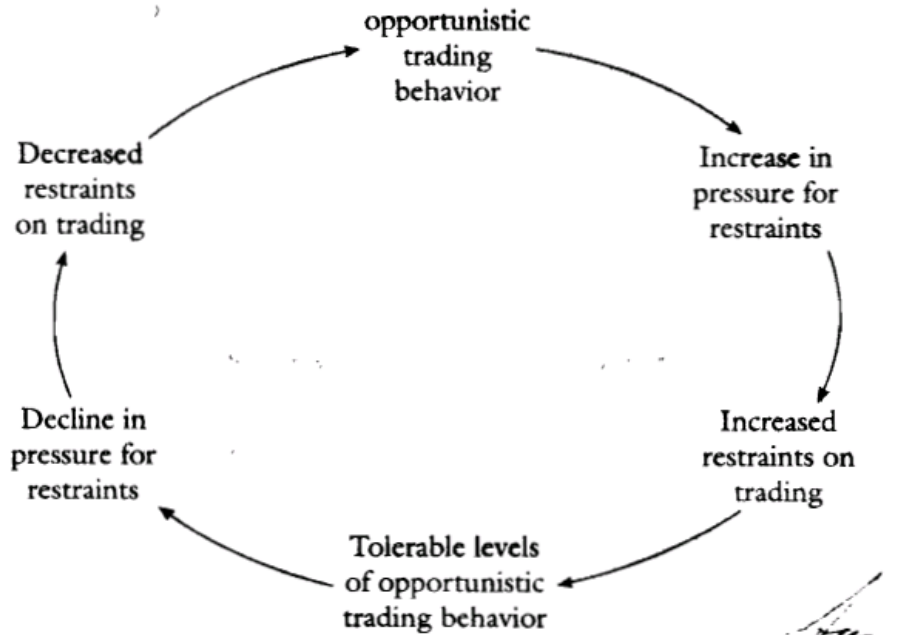 opportunistic
trading
behavior
Increase in
pressure for
restraints
Increased
restraints on
trading
Tolerable levels
of opportunistic
trading behavior
Decline in
pressure for
restraints
Decreased
restraints
on trading